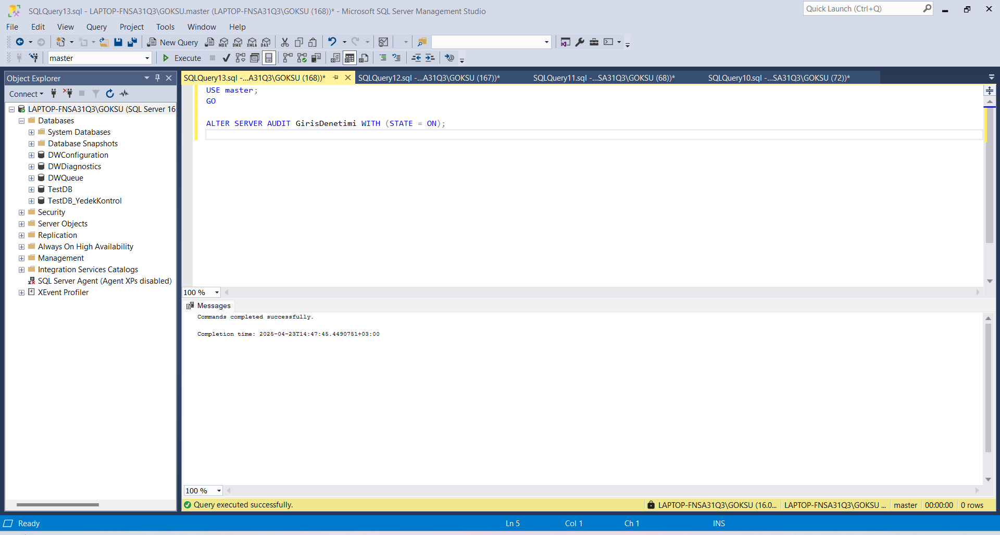 SQLQuery13.sql - LAPTOP-FNSA31Q3\GOKSU.master (LAPTOP-FNSA31Q3\GOKSU (168))* - Microsoft SQL Server Management Studio
Quick Launch (Ctrl+Q)
File Edit View Query Project Tools Window Help
New Query MDX DMX XMLA DAX
master Execute
Object Explorer
Connect
LAPTOP-FNSA31Q3\GOKSU (SQL Server 16
Databases
System Databases
Database Snapshots
DWConfiguration
DWDiagnostics
DWQueue
TestDB
TestDB_YedekKontrol
Security
Server Objects
Replication
Always On High Availability
Management
Integration Services Catalogs
SQL Server Agent (Agent XPs disabled)
XEvent Profiler
SQLQuery13.sql -...A31Q3\GOKSU (168))* SQLQuery12.sql -...A31Q3\GOKSU (167))* SQLQuery11.sql -...SA31Q3\GOKSU (68))* SQLQuery10.sql -...SA31Q3\GOKSU (72))*
USE master;
GO
ALTER SERVER AUDIT GirisDenetimi WITH (STATE = ON);
100 %
Messages
Commands completed successfully.
Completion time: 2025-04-23T14:47:45.4490751+03:00
100 %
Query executed successfully. LAPTOP-FNSA31Q3\GOKSU (16.0... LAPTOP-FNSA31Q3\GOKSU ... master 00:00:00 0 rows
Ready Ln 5 Col 1 Ch 1 INS